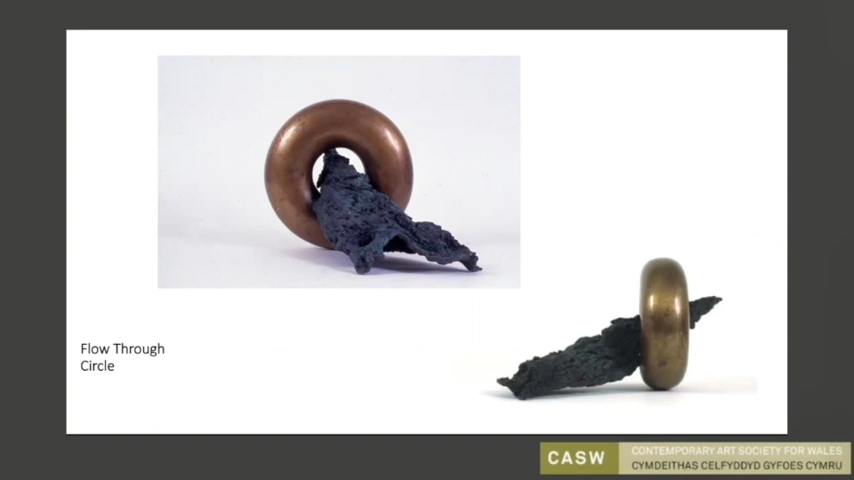 Flow Through
Circle
CASW
CONTEMPORARY ART SOCIETY FOR WALES
CYMDEITHAS CELFYDDYD GYFOES CYMRU